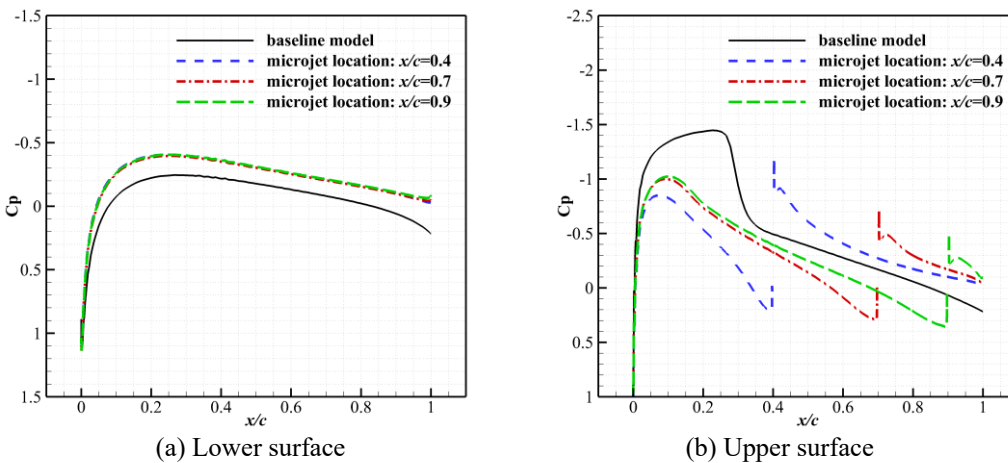 -1.5
-1
-0.5
0
0.5
1
1.5
Cp
0
0.2
0.4
0.6
0.8
1
x/c
baseline model
microjet location: x/c=0.4
microjet location: x/c=0.7
microjet location: x/c=0.9
(a) Lower surface
-2.5
-2
-1.5
-1
-0.5
0
0.5
1
Cp
0
0.2
0.4
0.6
0.8
1
x/c
baseline model
microjet location: x/c=0.4
microjet location: x/c=0.7
microjet location: x/c=0.9
(b) Upper surface